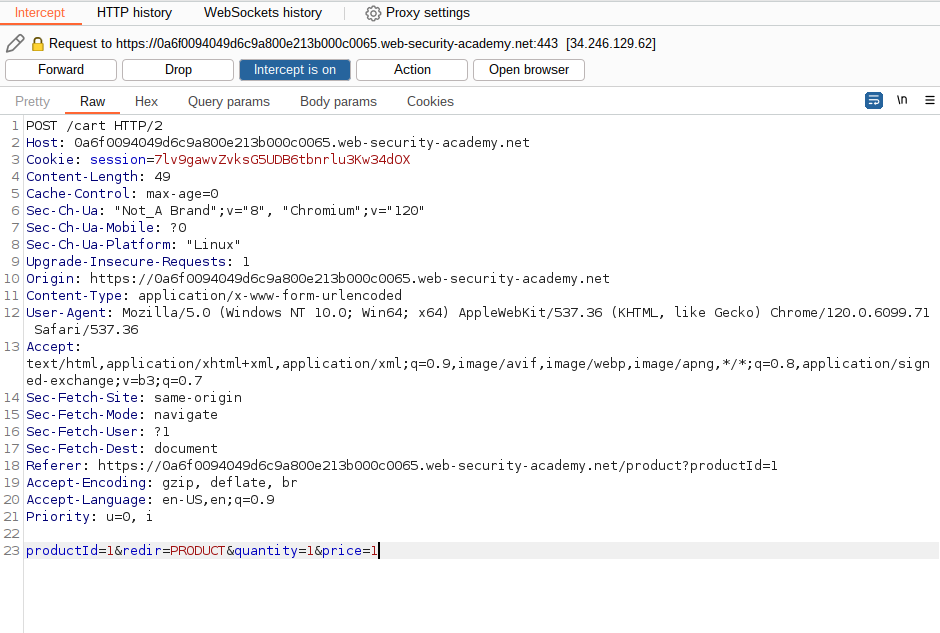 Intercept HTTP history WebSockets history Proxy settings
Request to https://0a6f0094049d6c9a800e213b000c0065.web-security-academy.net:443 [34.246.129.62]
Forward Drop Intercept is on Action Open browser
Pretty Raw Hex Query params Body params Cookies \n
1 POST /cart HTTP/2
2 Host: 0a6f0094049d6c9a800e213b000c0065.web-security-academy.net
3 Cookie: session=7lv9gawvZvksG5UDB6tbnrlu3Kw34dOX
4 Content-Length: 49
5 Cache-Control: max-age=0
6 Sec-Ch-Ua: "Not_A Brand";v="8", "Chromium";v="120"
7 Sec-Ch-Ua-Mobile: ?0
8 Sec-Ch-Ua-Platform: "Linux"
9 Upgrade-Insecure-Requests: 1
10 Origin: https://0a6f0094049d6c9a800e213b000c0065.web-security-academy.net
11 Content-Type: application/x-www-form-urlencoded
12 User-Agent: Mozilla/5.0 (Windows NT 10.0; Win64; x64) AppleWebKit/537.36 (KHTML, like Gecko) Chrome/120.0.6099.71
Safari/537.36
13 Accept:
text/html,application/xhtml+xml,application/xml;q=0.9,image/avif,image/webp,image/apng,*/*;q=0.8,application/sign
ed-exchange;v=b3;q=0.7
14 Sec-Fetch-Site: same-origin
15 Sec-Fetch-Mode: navigate
16 Sec-Fetch-User: ?1
17 Sec-Fetch-Dest: document
18 Referer: https://0a6f0094049d6c9a800e213b000c0065.web-security-academy.net/product?productId=1
19 Accept-Encoding: gzip, deflate, br
20 Accept-Language: en-US,en;q=0.9
21 Priority: u=0, i
22
23 productId=1&redir=PRODUCT&quantity=1&price=1